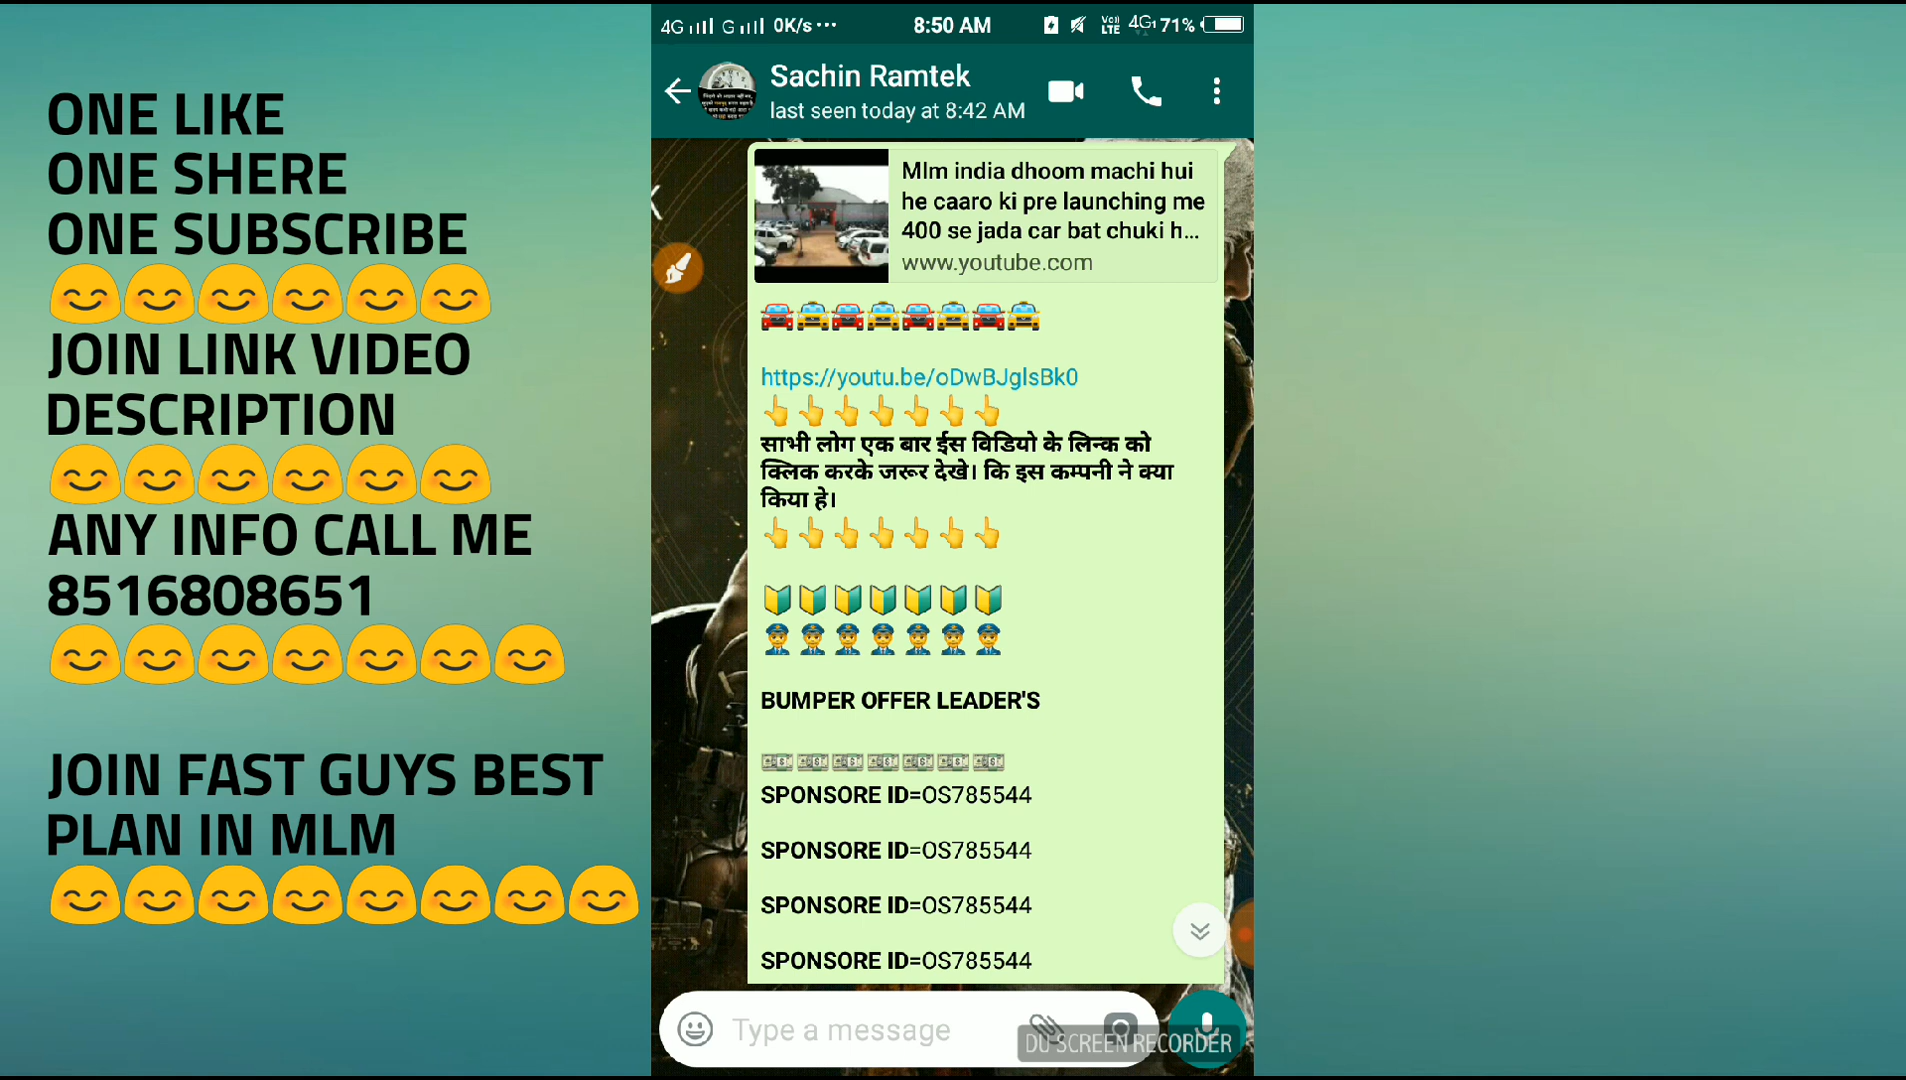 ONE LIKE
ONE SHERE
ONE SUBSCRIBE
😊😊😊😊😊😊
JOIN LINK VIDEO
DESCRIPTION
😊😊😊😊😊😊
ANY INFO CALL ME
8516808651
😊😊😊😊😊😊😊
JOIN FAST GUYS BEST
PLAN IN MLM
😊😊😊😊😊😊😊😊
4G G 0K/s ··· 8:50 AM VoLTE 4G 71%
Sachin Ramtek
last seen today at 8:42 AM
Mlm india dhoom machi hui
he caaro ki pre launching me
400 se jada car bat chuki h...
www.youtube.com
🚘🚖🚘🚖🚘🚖🚘🚖
https://youtu.be/oDwBJglsBk0
👆👆👆👆👆👆👆
साभी लोग एक बार ईस विडियो के लिन्क को
क्लिक करके जरूर देखे। कि इस कम्पनी ने क्या
किया हे।
👆👆👆👆👆👆👆
🔰🔰🔰🔰🔰🔰🔰
👮👮👮👮👮👮👮
BUMPER OFFER LEADER'S
💵💵💵💵💵💵💵
SPONSORE ID=OS785544
SPONSORE ID=OS785544
SPONSORE ID=OS785544
SPONSORE ID=OS785544
Type a message
DU SCREEN RECORDER